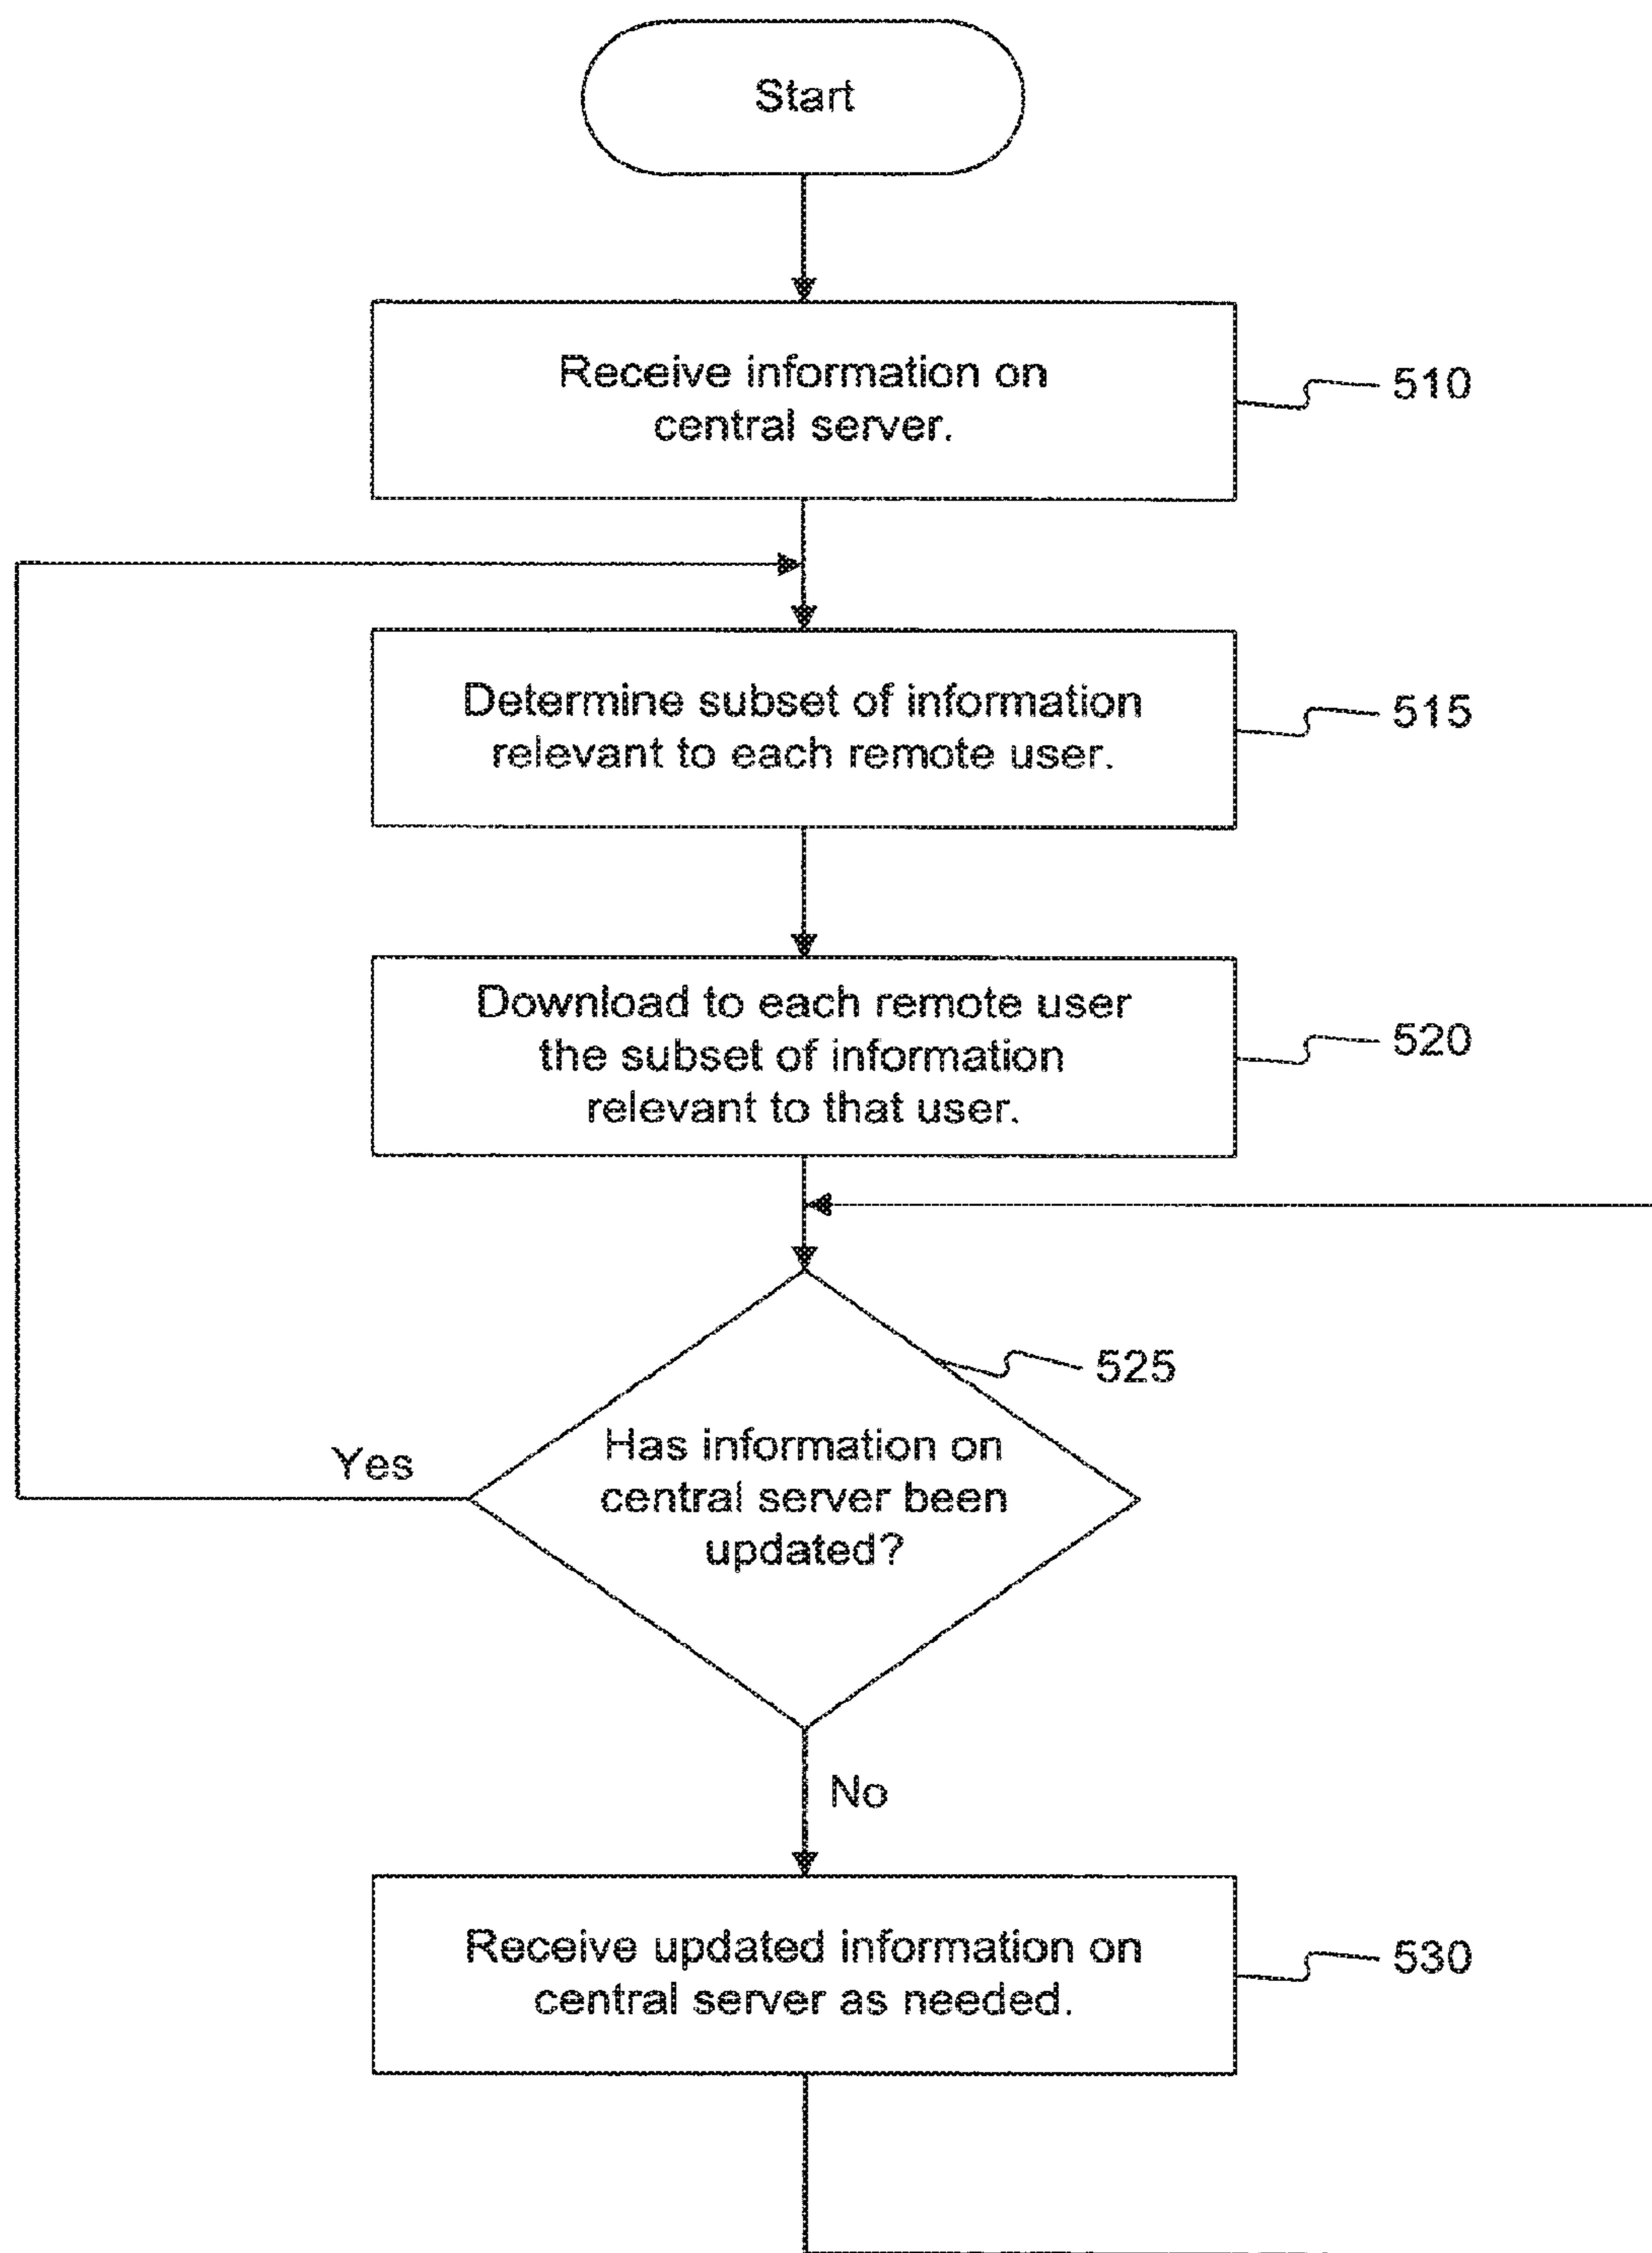 Start
Receive information on
central server.
510
Determine subset of information
relevant to each remote user.
515
Download to each remote user
the subset of information
relevant to that user.
520
525
Has information on
central server been
updated?
Yes
No
Receive updated information on
central server as needed.
530